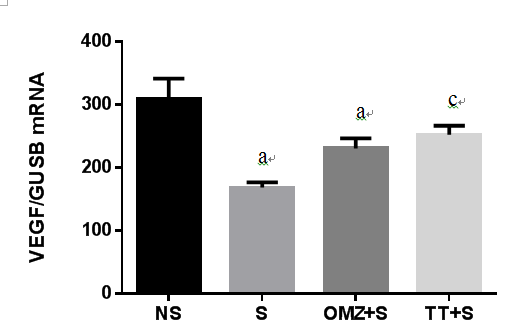 VEGF/GUSB mRNA
400
300
200
100
0
a
a
c
NS
S
OMZ+S
TT+S